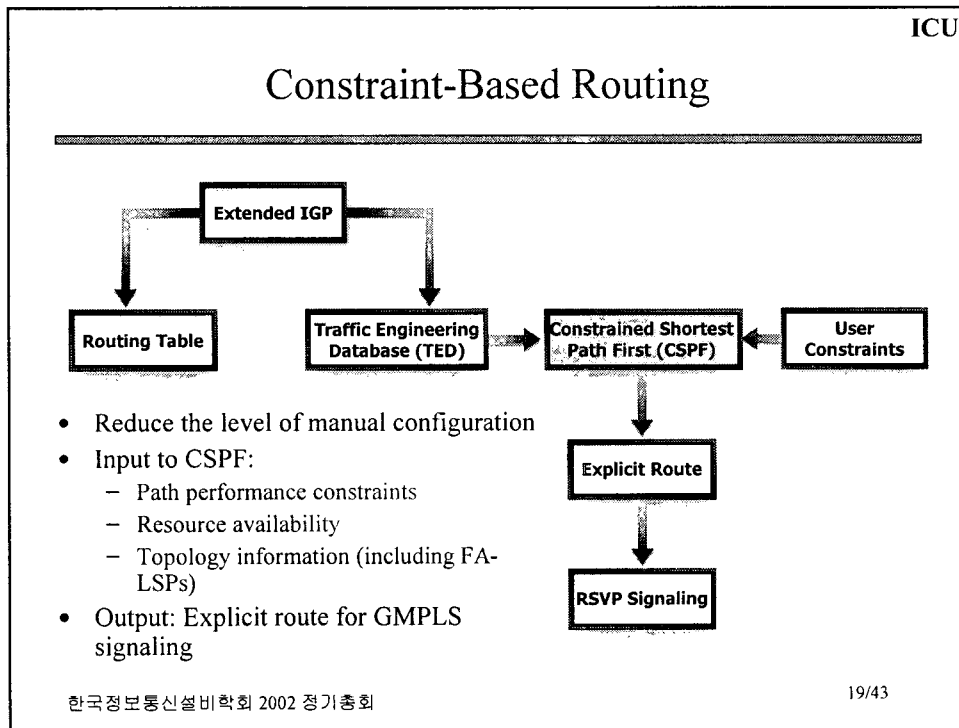 ICU
Constraint-Based Routing
Extended IGP
Routing Table
Traffic Engineering
Database (TED)
Constrained Shortest
Path First (CSPF)
User
Constraints
Explicit Route
RSVP Signaling
• Reduce the level of manual configuration
• Input to CSPF:
– Path performance constraints
– Resource availability
– Topology information (including FA-
LSPs)
• Output: Explicit route for GMPLS
signaling
한국정보통신설비학회 2002 정기총회
19/43